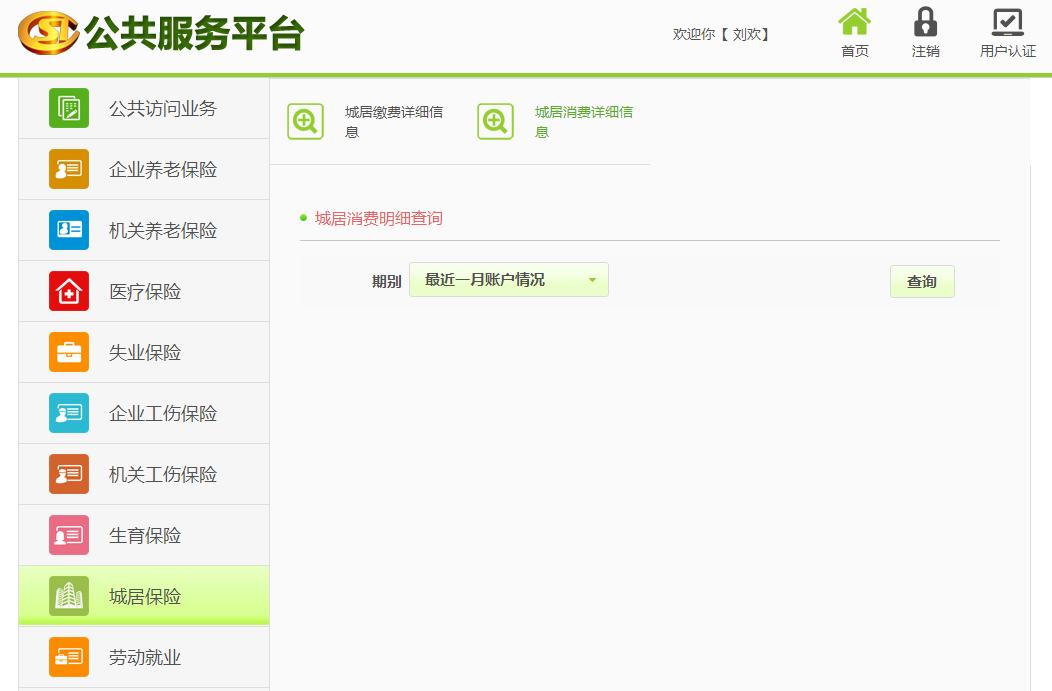 公共服务平台
欢迎你【 刘欢】
首页
注销
用户认证
公共访问业务
企业养老保险
机关养老保险
医疗保险
失业保险
企业工伤保险
机关工伤保险
生育保险
城居保险
劳动就业
城居缴费详细信
息
城居消费详细信
息
城居消费明细查询
期别
最近一月账户情况
查询